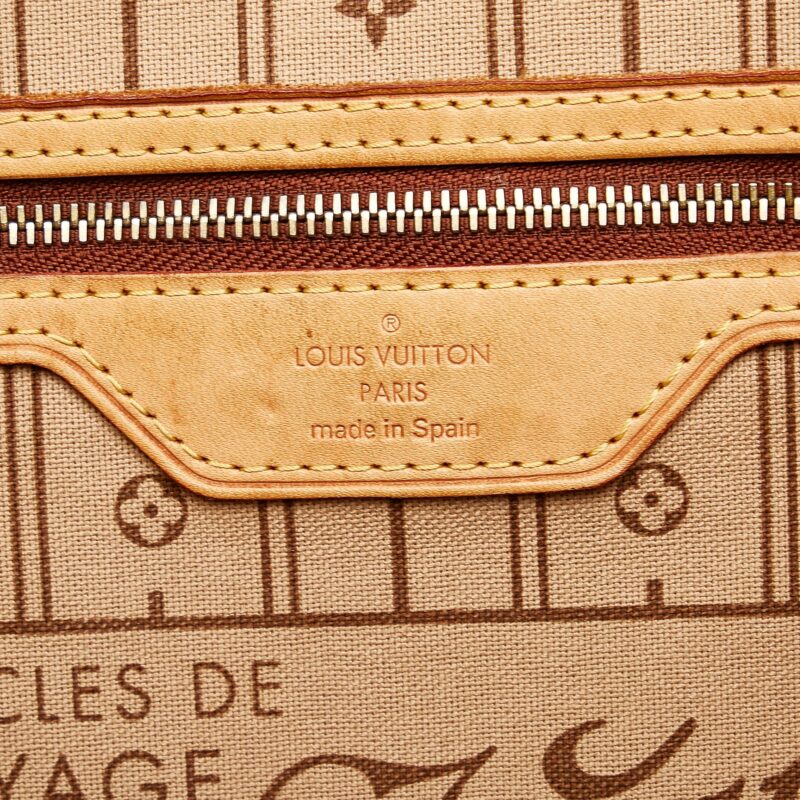 ®
LOUIS VUITTON
PARIS
made in Spain
CLES DE
YAGE